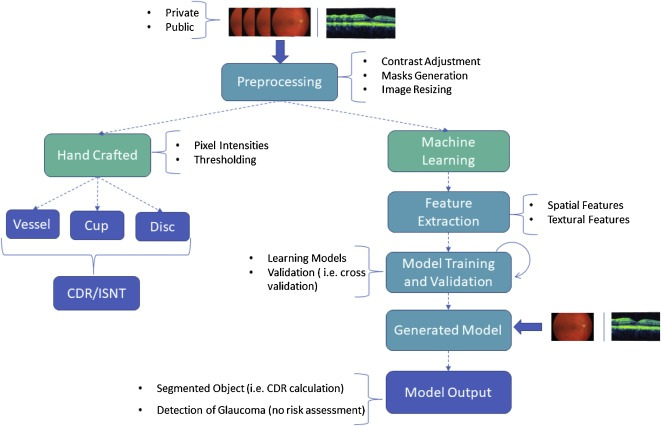 • Private
• Public
Preprocessing
• Contrast Adjustment
• Masks Generation
• Image Resizing
Hand Crafted
• Pixel Intensities
• Thresholding
Machine
Learning
Vessel
Cup
Disc
CDR/ISNT
Feature
Extraction
• Spatial Features
• Textural Features
• Learning Models
• Validation ( i.e. cross
validation)
Model Training
and Validation
Generated Model
• Segmented Object (i.e. CDR calculation)
• Detection of Glaucoma (no risk assessment)
Model Output